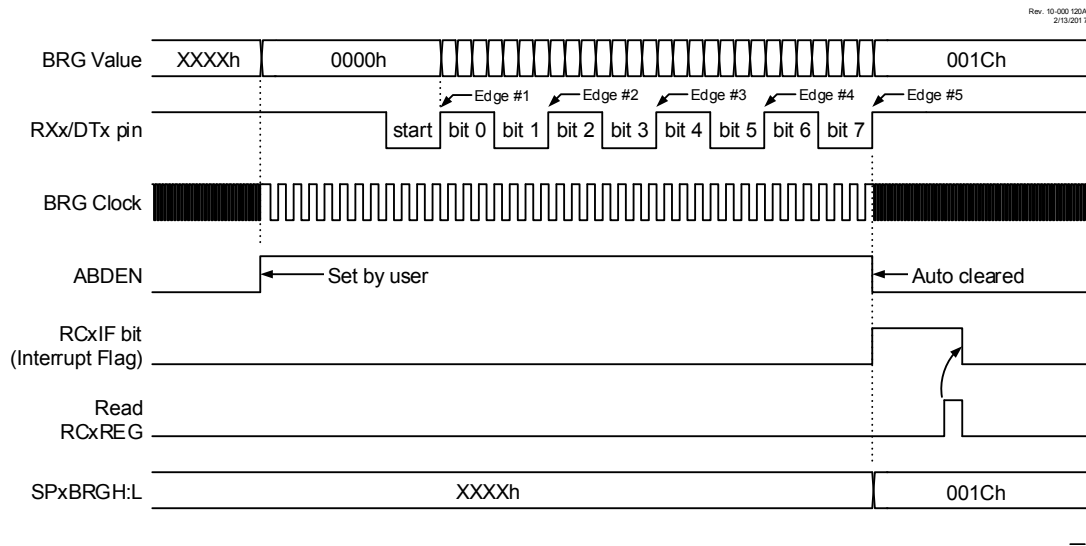 Rev. 10-000 120A
2/13/2017
BRG Value XXXXh 0000h 001Ch
Edge #1 Edge #2 Edge #3 Edge #4 Edge #5
RXx/DTx pin start bit 0 bit 1 bit 2 bit 3 bit 4 bit 5 bit 6 bit 7
BRG Clock
ABDEN Set by user Auto cleared
RCxIF bit
(Interrupt Flag)
Read
RCxREG
SPxBRGH:L XXXXh 001Ch